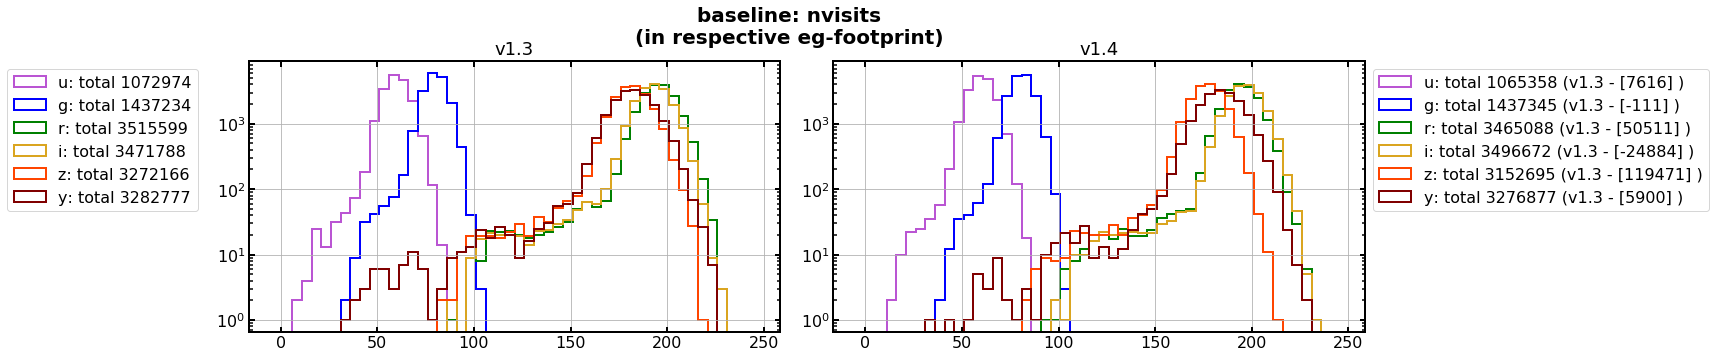 baseline: nvisits
(in respective eg-footprint)
v1.3
v1.4
u: total 1072974
g: total 1437234
r: total 3515599
i: total 3471788
z: total 3272166
y: total 3282777
u: total 1065358 (v1.3 - [7616] )
g: total 1437345 (v1.3 - [-111] )
r: total 3465088 (v1.3 - [50511] )
i: total 3496672 (v1.3 - [-24884] )
z: total 3152695 (v1.3 - [119471] )
y: total 3276877 (v1.3 - [5900] )
10³
10²
10¹
10⁰
0 50 100 150 200 250
10³
10²
10¹
10⁰
0 50 100 150 200 250